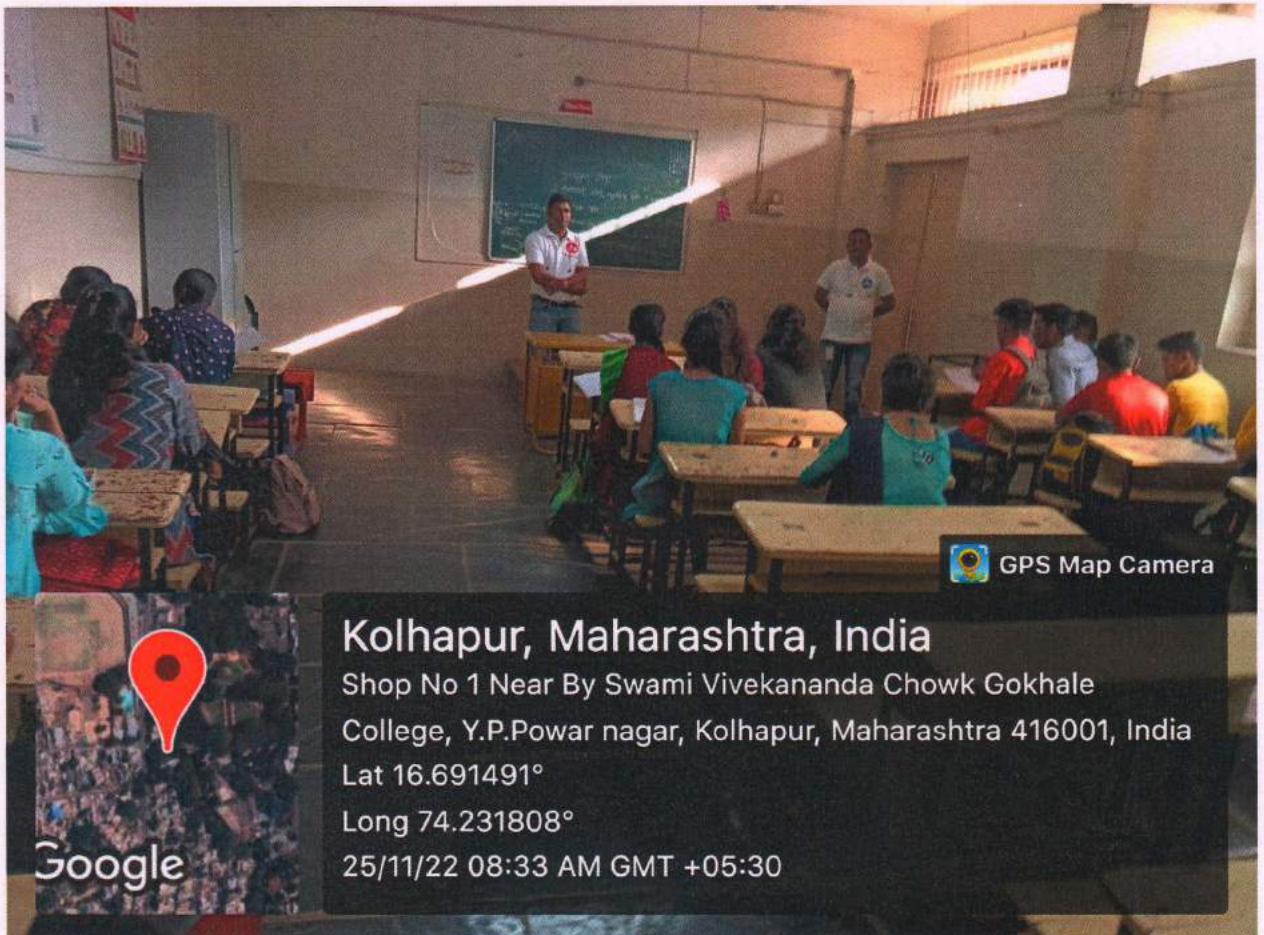 GPS Map Camera
Kolhapur, Maharashtra, India
Shop No 1 Near By Swami Vivekananda Chowk Gokhale
College, Y.P.Powar nagar, Kolhapur, Maharashtra 416001, India
Lat 16.691491°
Long 74.231808°
25/11/22 08:33 AM GMT +05:30
Google